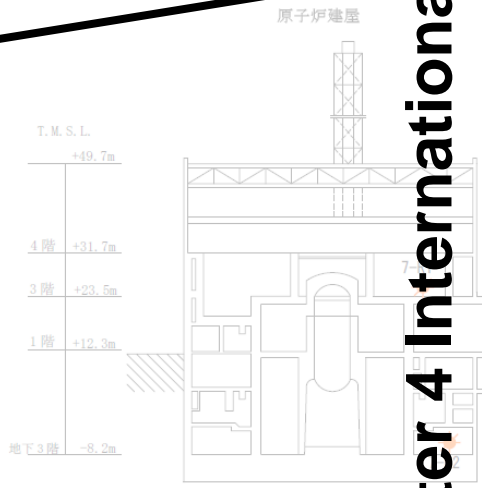 原子炉建屋
T.M.S.L.
+49.7m
4階 +31.7m
3階 +23.5m
1階 +12.3m
地下3階 -8.2m
ter 4 Internationa